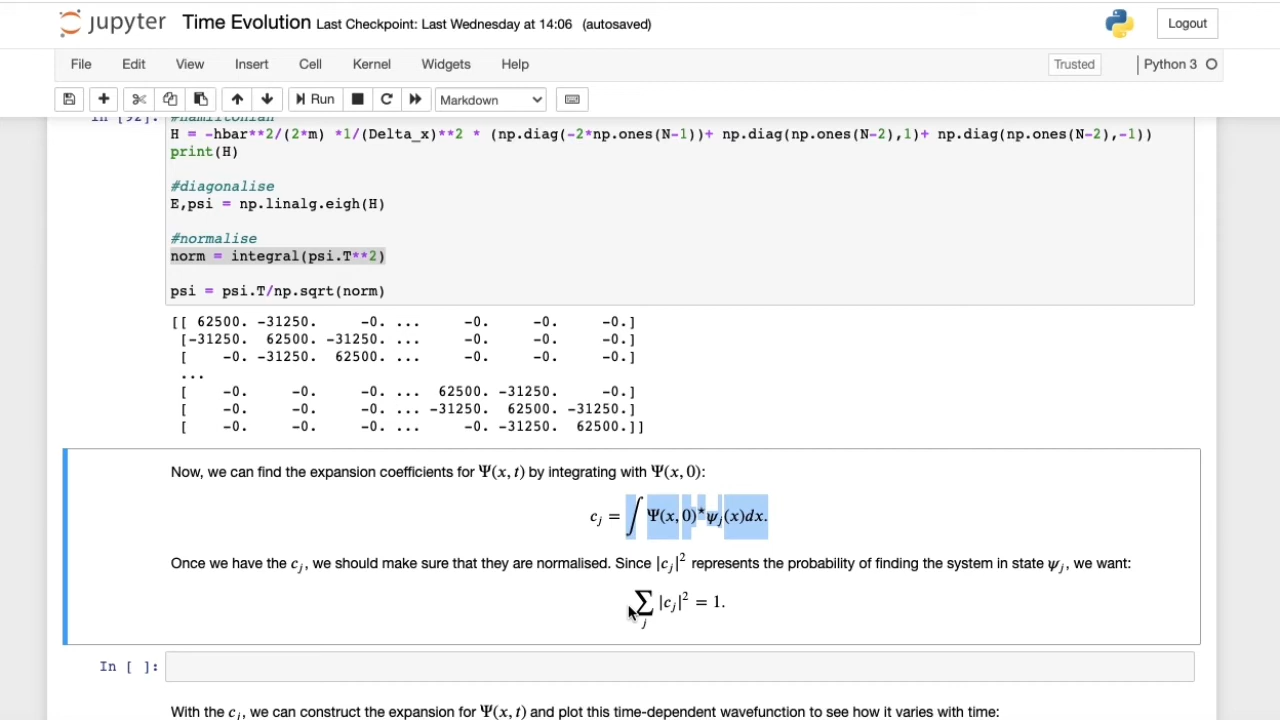 jupyter Time Evolution Last Checkpoint: Last Wednesday at 14:06 (autosaved)
Logout
File Edit View Insert Cell Kernel Widgets Help
Trusted
Python 3
Run
Markdown
In [92]: #hamiltonian
H = -hbar**2/(2*m) *1/(Delta_x)**2 * (np.diag(-2*np.ones(N-1))+ np.diag(np.ones(N-2),1)+ np.diag(np.ones(N-2),-1))
print(H)
#diagonalise
E,psi = np.linalg.eigh(H)
#normalise
norm = integral(psi.T**2)
psi = psi.T/np.sqrt(norm)
[[ 62500. -31250. -0. ... -0. -0. -0.]
[-31250. 62500. -31250. ... -0. -0. -0.]
[ -0. -31250. 62500. ... -0. -0. -0.]
...
[ -0. -0. -0. ... 62500. -31250. -0.]
[ -0. -0. -0. ... -31250. 62500. -31250.]
[ -0. -0. -0. ... -0. -31250. 62500.]]
Now, we can find the expansion coefficients for Ψ(x, t) by integrating with Ψ(x, 0):
c_j = ∫ Ψ(x, 0)*ψ_j(x)dx.
Once we have the c_j, we should make sure that they are normalised. Since |c_j|² represents the probability of finding the system in state ψ_j, we want:
∑_j |c_j|² = 1.
In [ ]:
With the c_j, we can construct the expansion for Ψ(x, t) and plot this time-dependent wavefunction to see how it varies with time: